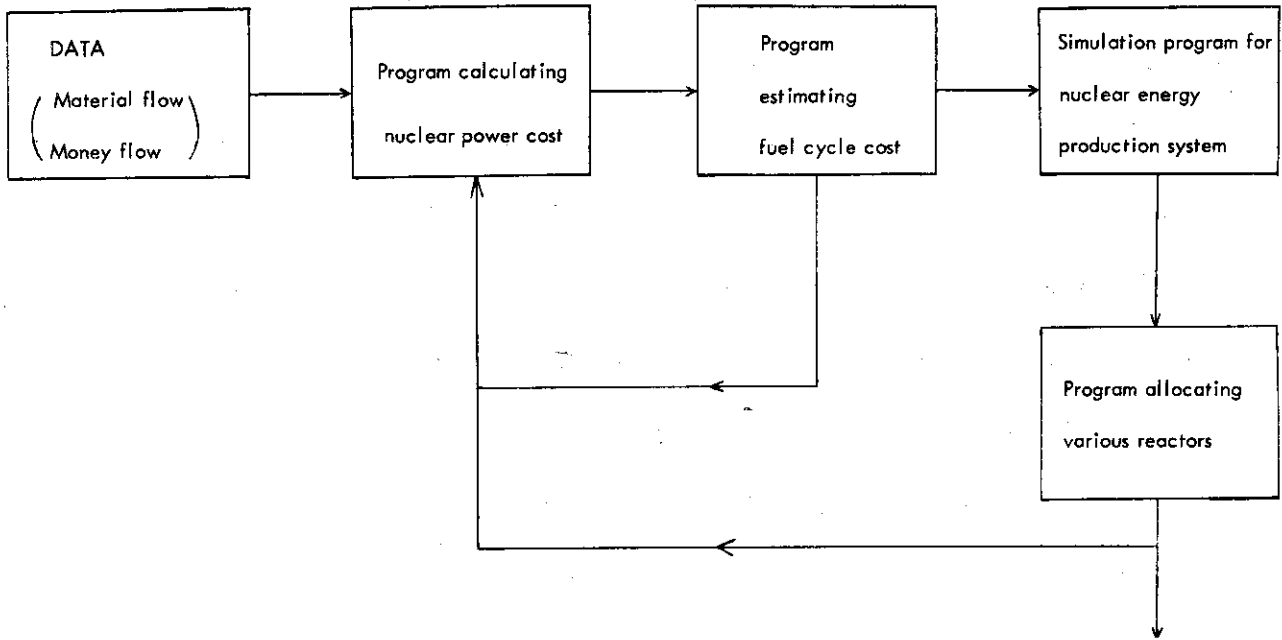 DATA
Material flow
Money flow
Program calculating
nuclear power cost
Program
estimating
fuel cycle cost
Simulation program for
nuclear energy
production system
Program allocating
various reactors